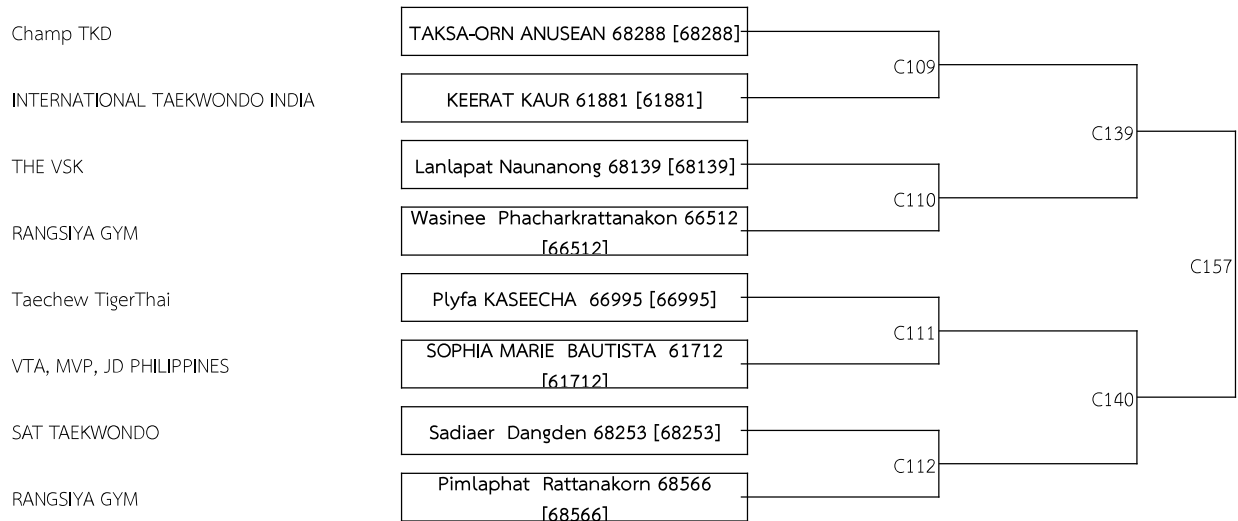 Champ TKD
TAKSA-ORN ANUSEAN 68288 [68288]
C109
INTERNATIONAL TAEKWONDO INDIA
KEERAT KAUR 61881 [61881]
C139
THE VSK
Lanlapat Naunanong 68139 [68139]
C110
RANGSIYA GYM
Wasinee Phacharkrattanakon 66512
[66512]
C157
Taechew TigerThai
Plyfa KASEECHA 66995 [66995]
C111
VTA, MVP, JD PHILIPPINES
SOPHIA MARIE BAUTISTA 61712
[61712]
C140
SAT TAEKWONDO
Sadiaer Dangden 68253 [68253]
C112
RANGSIYA GYM
Pimlaphat Rattanakorn 68566
[68566]